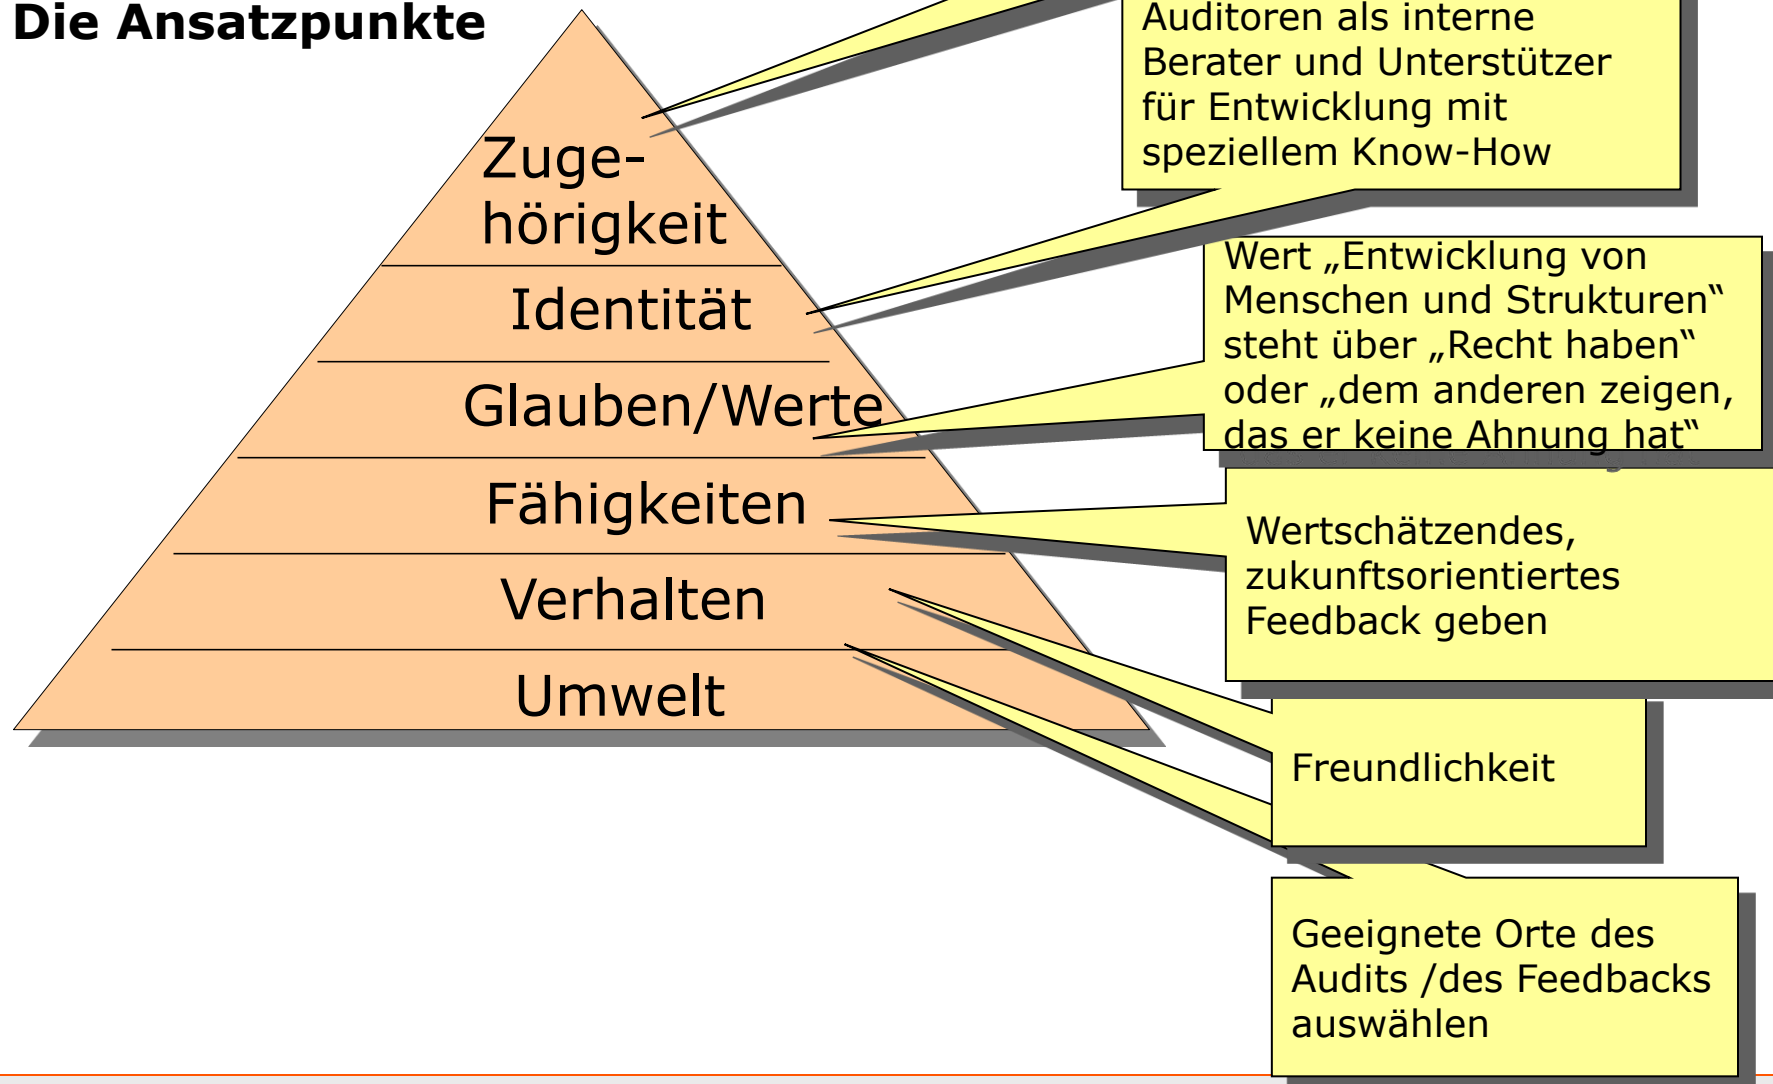 Die Ansatzpunkte
Zuge-
hörigkeit
Identität
Glauben/Werte
Fähigkeiten
Verhalten
Umwelt
Auditoren als interne
Berater und Unterstützer
für Entwicklung mit
speziellem Know-How
Wert „Entwicklung von
Menschen und Strukturen“
steht über „Recht haben“
oder „dem anderen zeigen,
das er keine Ahnung hat“
Wertschätzendes,
zukunftsorientiertes
Feedback geben
Freundlichkeit
Geeignete Orte des
Audits /des Feedbacks
auswählen